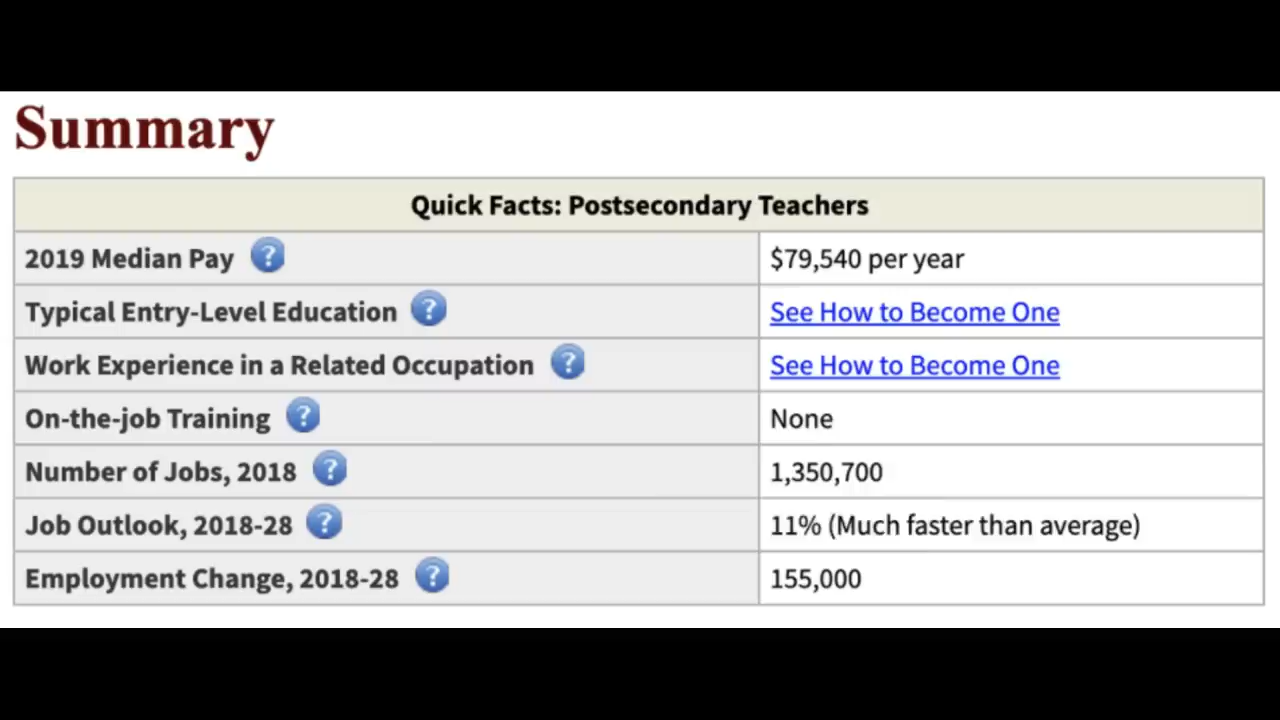 Summary
Quick Facts: Postsecondary Teachers
2019 Median Pay ? $79,540 per year
Typical Entry-Level Education ? See How to Become One
Work Experience in a Related Occupation ? See How to Become One
On-the-job Training ? None
Number of Jobs, 2018 ? 1,350,700
Job Outlook, 2018-28 ? 11% (Much faster than average)
Employment Change, 2018-28 ? 155,000